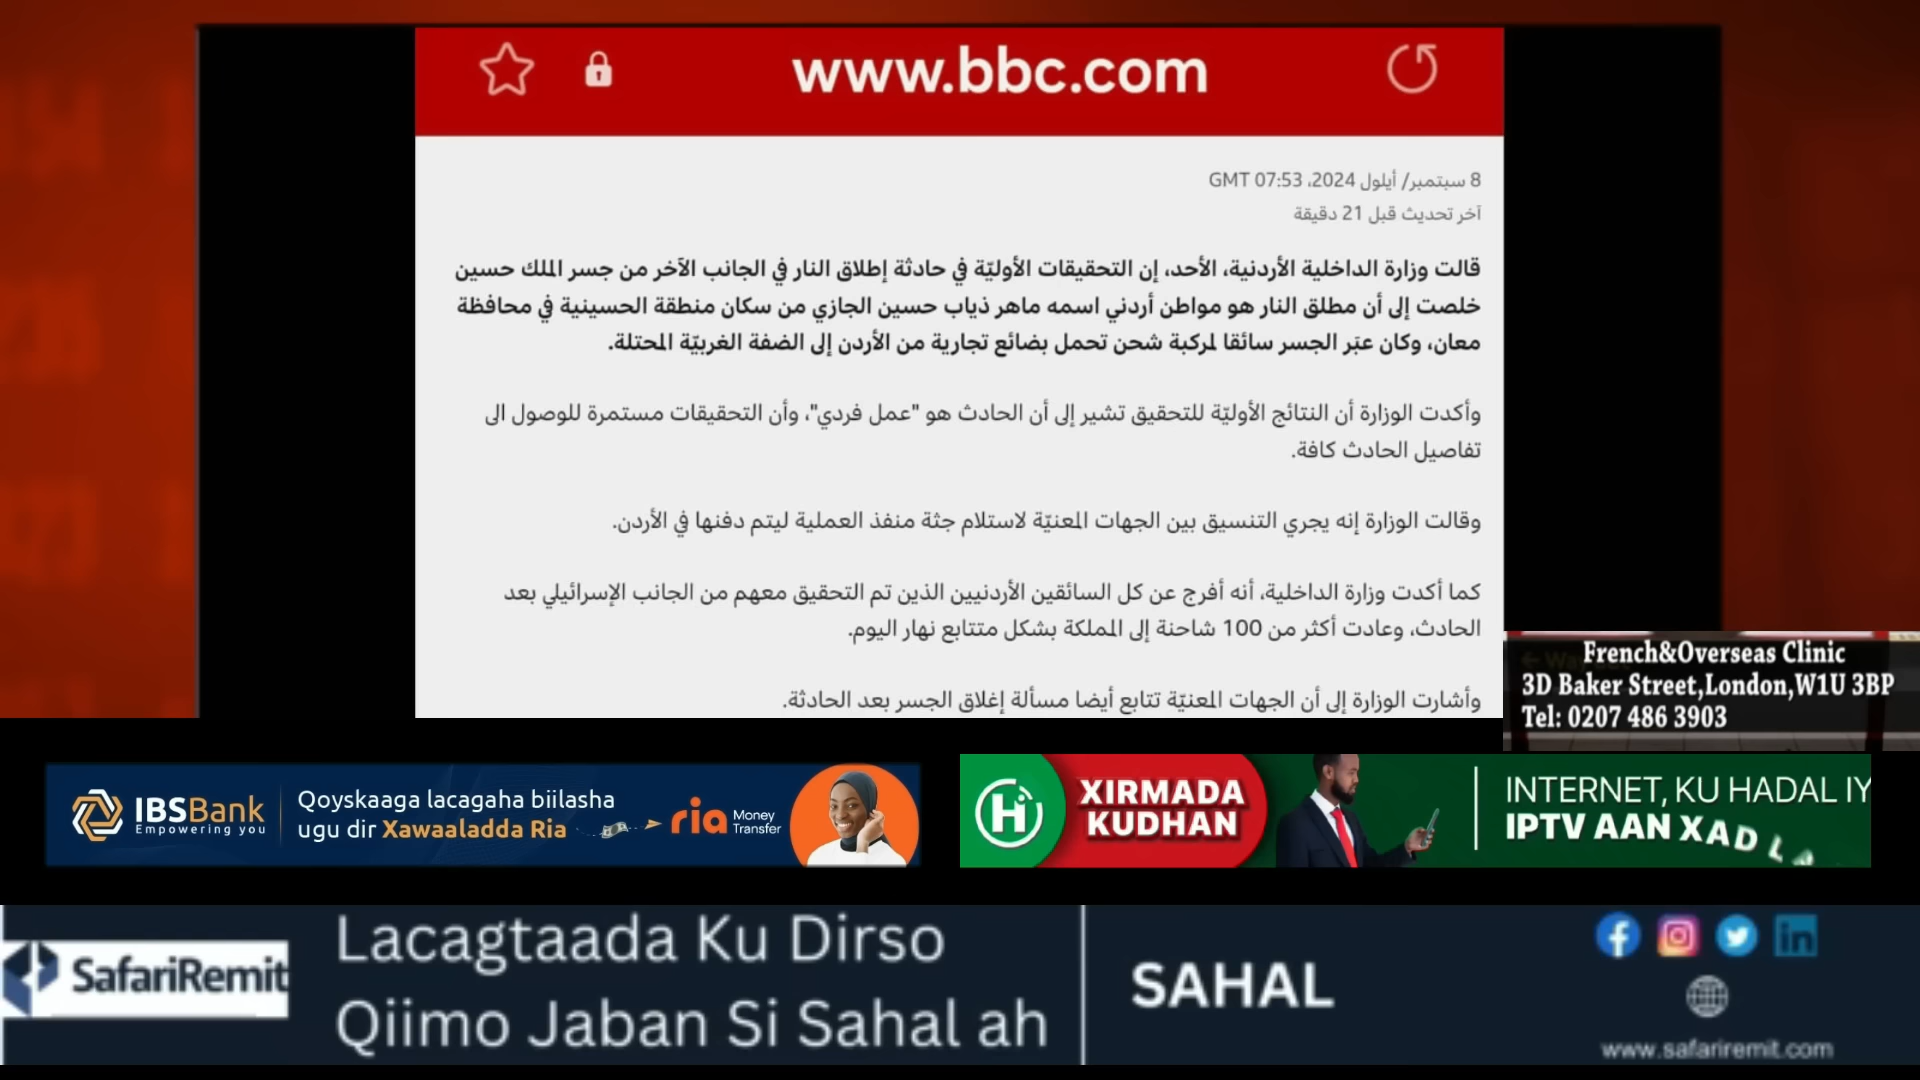 www.bbc.com
8 سبتمبر/ أيلول 2024، 07:53 GMT
آخر تحديث قبل 21 دقيقة
قالت وزارة الداخلية الأردنية، الأحد، إن التحقيقات الأوليّة في حادثة إطلاق النار في الجانب الآخر من جسر الملك حسين
خلصت إلى أن مطلق النار هو مواطن أردني اسمه ماهر ذياب حسين الجازي من سكان منطقة الحسينية في محافظة
معان، وكان عبَر الجسر سائقا لمركبة شحن تحمل بضائع تجارية من الأردن إلى الضفة الغربيّة المحتلة.
وأكدت الوزارة أن النتائج الأوليّة للتحقيق تشير إلى أن الحادث هو "عمل فردي"، وأن التحقيقات مستمرة للوصول الى
تفاصيل الحادث كافة.
وقالت الوزارة إنه يجري التنسيق بين الجهات المعنيّة لاستلام جثة منفذ العملية ليتم دفنها في الأردن.
كما أكدت وزارة الداخلية، أنه أفرج عن كل السائقين الأردنيين الذين تم التحقيق معهم من الجانب الإسرائيلي بعد
الحادث، وعادت أكثر من 100 شاحنة إلى المملكة بشكل متتابع نهار اليوم.
وأشارت الوزارة إلى أن الجهات المعنيّة تتابع أيضا مسألة إغلاق الجسر بعد الحادثة.
French&Overseas Clinic
3D Baker Street,London,W1U 3BP
Tel: 0207 486 3903
IBSBank
Empowering you
Qoyskaaga lacagaha biilasha
ugu dir Xawaaladda Ria
ria Money
Transfer
XIRMADA
KUDHAN
INTERNET, KU HADAL IY
IPTV AAN XAD LA
SafariRemit
Lacagtaada Ku Dirso
Qiimo Jaban Si Sahal ah
SAHAL
www.safariremit.com